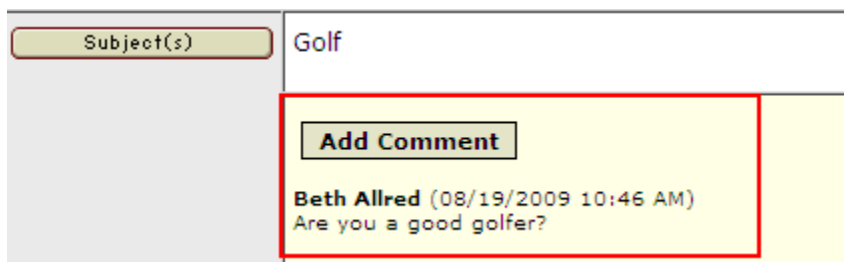 Subject(s)
Golf
Add Comment
Beth Allred (08/19/2009 10:46 AM)
Are you a good golfer?